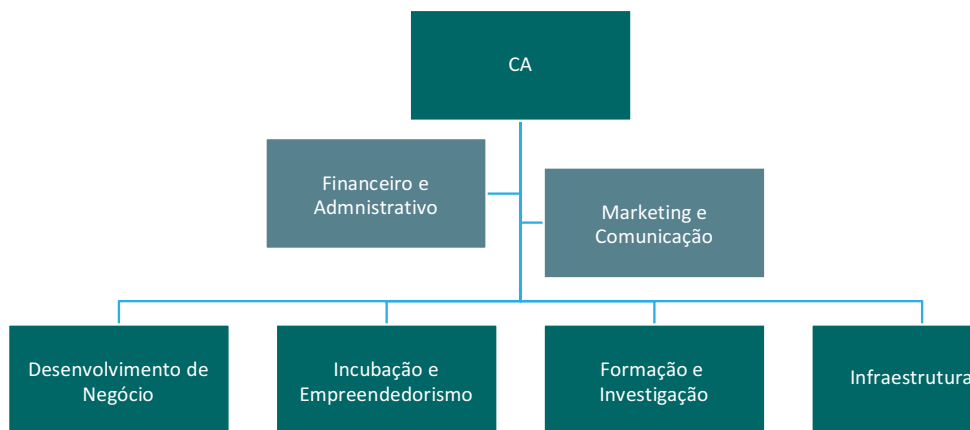 CA
Financeiro e
Admnistrativo
Marketing e
Comunicação
Desenvolvimento de
Negócio
Incubação e
Empreendedorismo
Formação e
Investigação
Infraestrutura